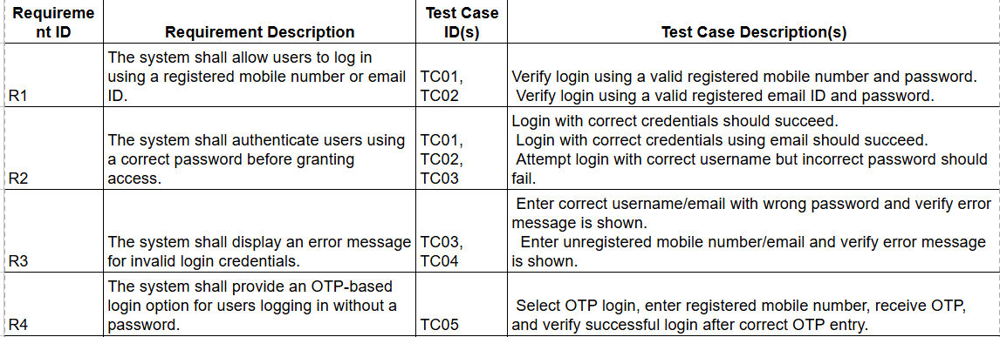 Requireme
nt ID
Requirement Description
Test Case
ID(s)
Test Case Description(s)
R1
The system shall allow users to log in
using a registered mobile number or email
ID.
TC01,
TC02
Verify login using a valid registered mobile number and password.
Verify login using a valid registered email ID and password.
R2
The system shall authenticate users using
a correct password before granting
access.
TC01,
TC02,
TC03
Login with correct credentials should succeed.
Login with correct credentials using email should succeed.
Attempt login with correct username but incorrect password should
fail.
R3
The system shall display an error message
for invalid login credentials.
TC03,
TC04
Enter correct username/email with wrong password and verify error
message is shown.
Enter unregistered mobile number/email and verify error message
is shown.
R4
The system shall provide an OTP-based
login option for users logging in without a
password.
TC05
Select OTP login, enter registered mobile number, receive OTP,
and verify successful login after correct OTP entry.